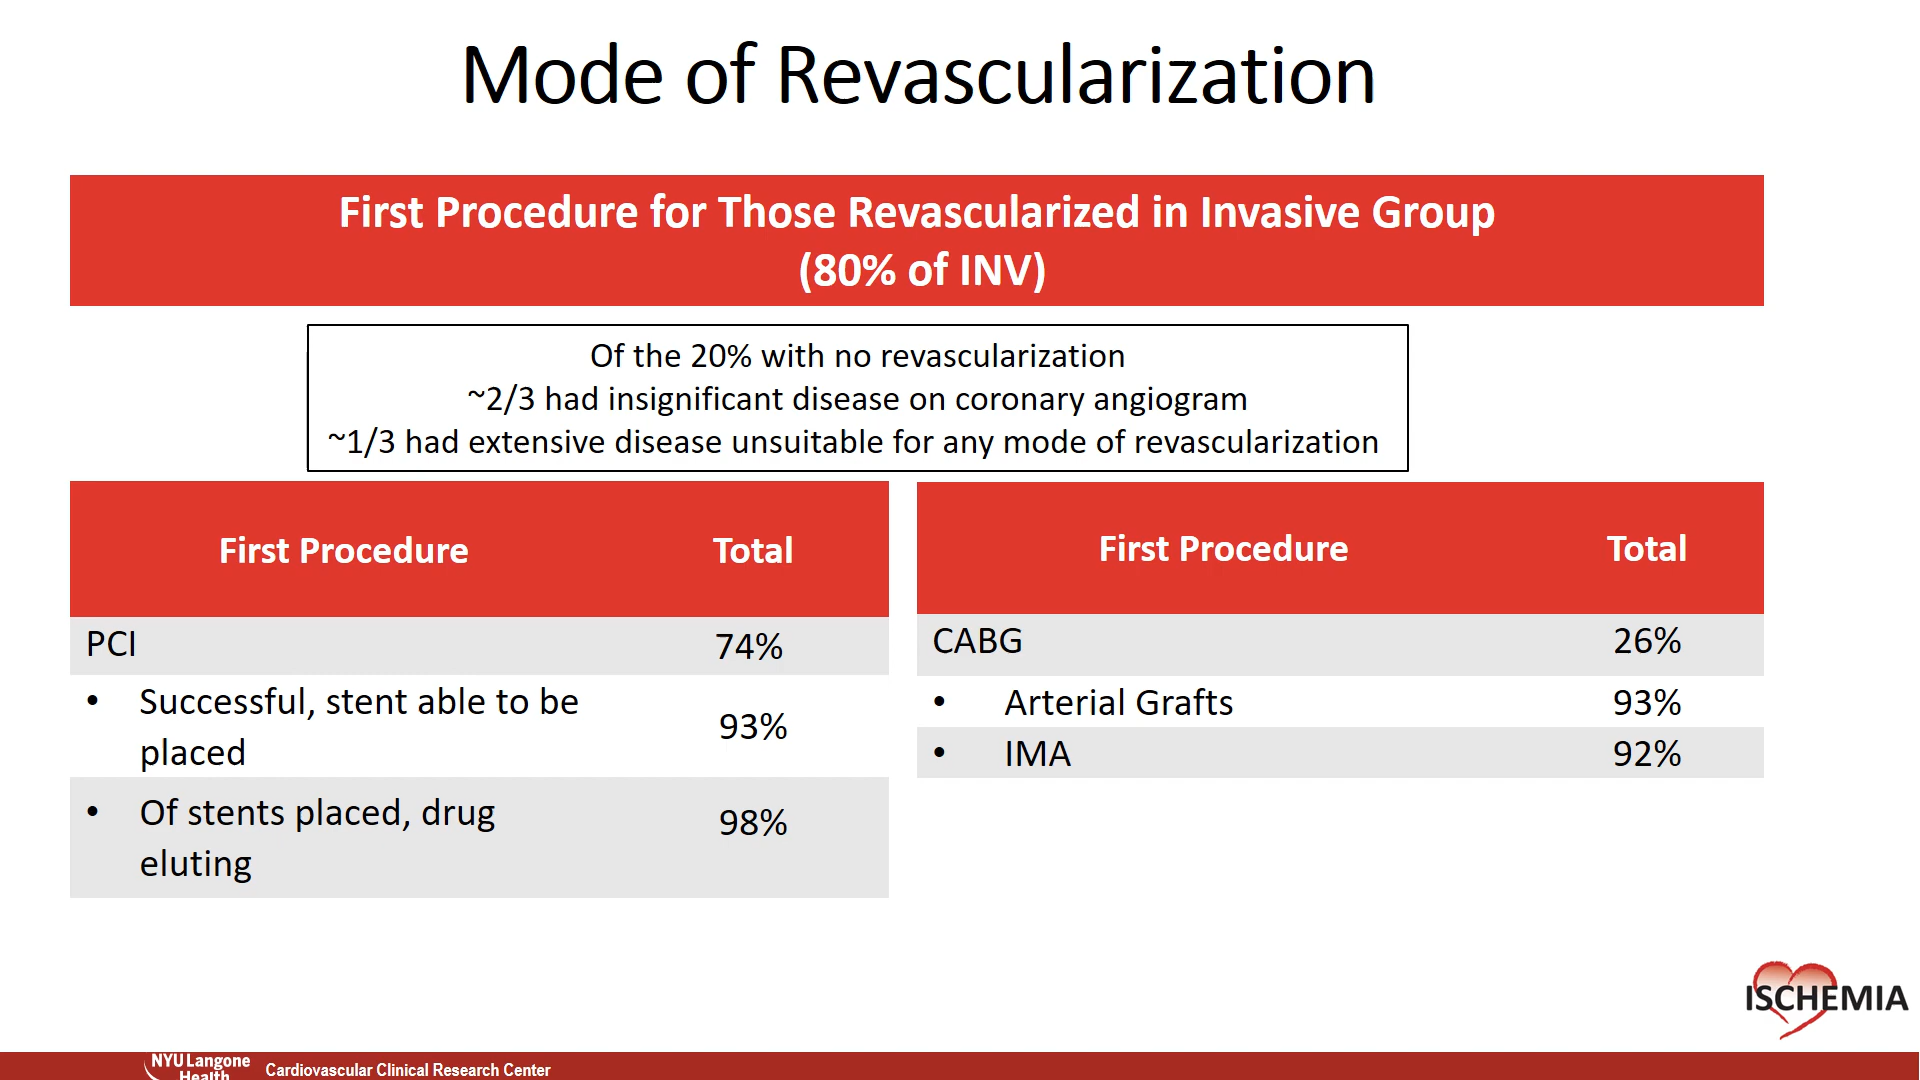 Mode of Revascularization
First Procedure for Those Revascularized in Invasive Group
(80% of INV)
Of the 20% with no revascularization
~2/3 had insignificant disease on coronary angiogram
~1/3 had extensive disease unsuitable for any mode of revascularization
First Procedure Total
PCI 74%
• Successful, stent able to be
placed 93%
• Of stents placed, drug
eluting 98%
First Procedure Total
CABG 26%
• Arterial Grafts 93%
• IMA 92%
ISCHEMIA
NYU Langone
Health
Cardiovascular Clinical Research Center